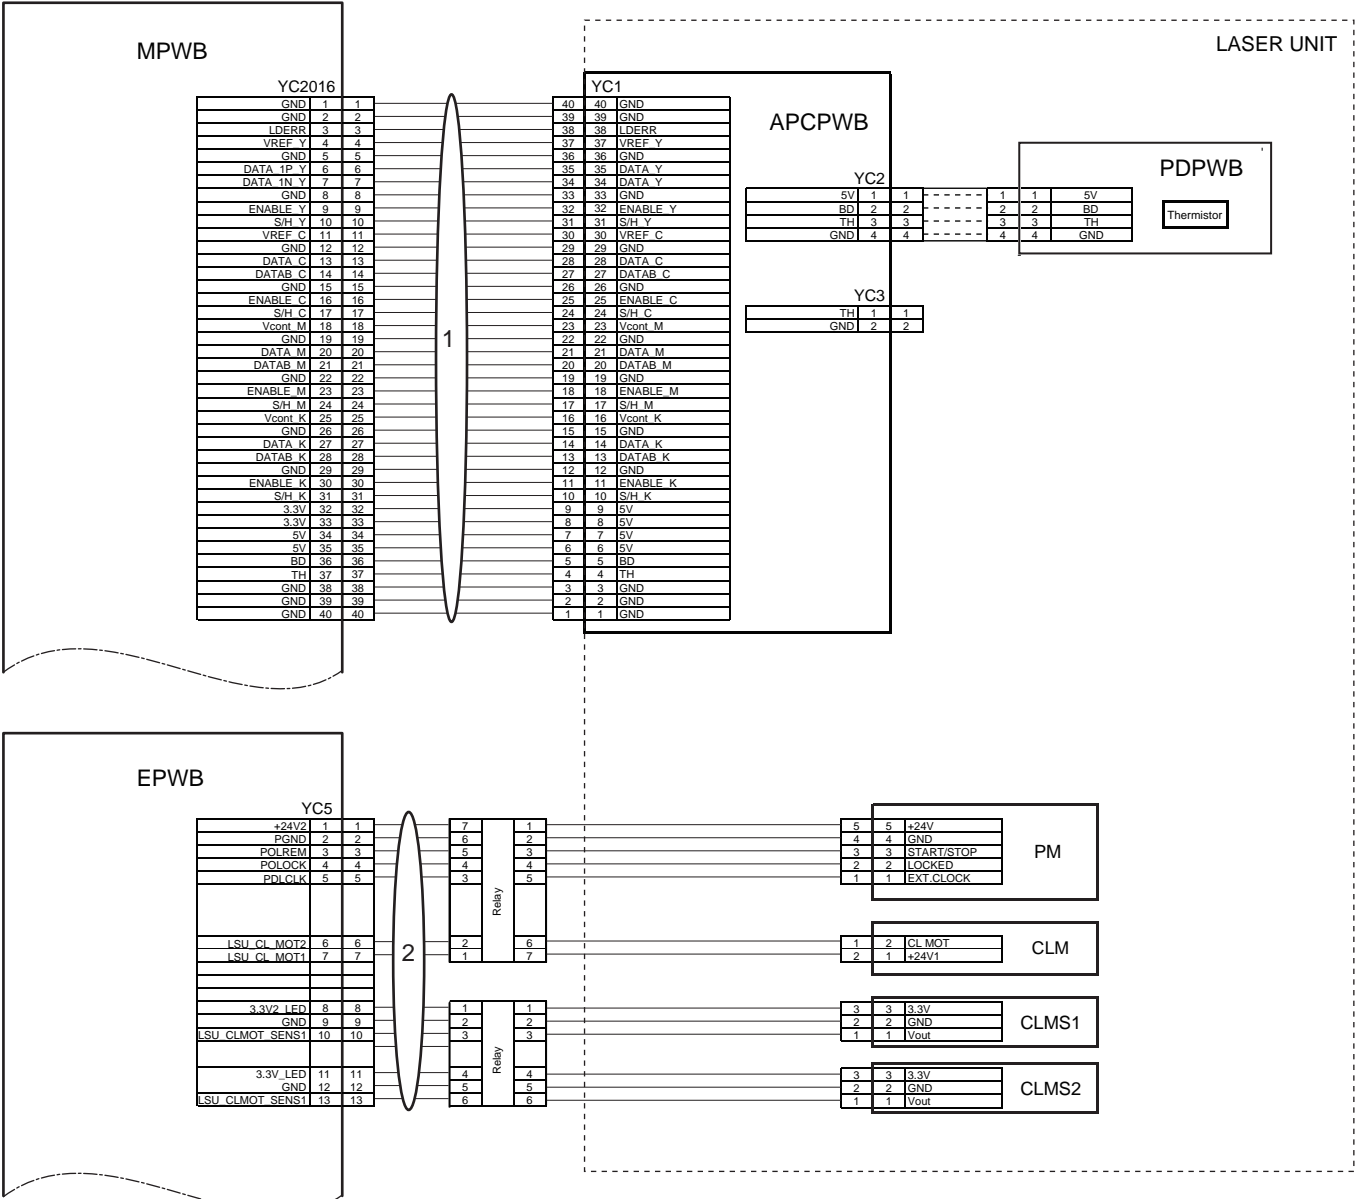 LASER UNIT
MPWB
YC2016
GND 1 1
GND 2 2
LDERR 3 3
VREF_Y 4 4
GND 5 5
DATA_1P_Y 6 6
DATA_1N_Y 7 7
GND 8 8
ENABLE_Y 9 9
S/H_Y 10 10
VREF_C 11 11
GND 12 12
DATA_C 13 13
DATAB_C 14 14
GND 15 15
ENABLE_C 16 16
S/H_C 17 17
Vcont_M 18 18
GND 19 19
DATA_M 20 20
DATAB_M 21 21
GND 22 22
ENABLE_M 23 23
S/H_M 24 24
Vcont_K 25 25
GND 26 26
DATA_K 27 27
DATAB_K 28 28
GND 29 29
ENABLE_K 30 30
S/H_K 31 31
3.3V 32 32
3.3V 33 33
5V 34 34
5V 35 35
BD 36 36
TH 37 37
GND 38 38
GND 39 39
GND 40 40
1
YC1
40 40 GND
39 39 GND
38 38 LDERR
37 37 VREF_Y
36 36 GND
35 35 DATA_Y
34 34 DATA_Y
33 33 GND
32 32 ENABLE_Y
31 31 S/H_Y
30 30 VREF_C
29 29 GND
28 28 DATA_C
27 27 DATAB_C
26 26 GND
25 25 ENABLE_C
24 24 S/H_C
23 23 Vcont_M
22 22 GND
21 21 DATA_M
20 20 DATAB_M
19 19 GND
18 18 ENABLE_M
17 17 S/H_M
16 16 Vcont_K
15 15 GND
14 14 DATA_K
13 13 DATAB_K
12 12 GND
11 11 ENABLE_K
10 10 S/H_K
9 9 5V
8 8 5V
7 7 5V
6 6 5V
5 5 BD
4 4 TH
3 3 GND
2 2 GND
1 1 GND
APCPWB
YC2
5V 1 1
BD 2 2
TH 3 3
GND 4 4
YC3
TH 1 1
GND 2 2
PDPWB
1 1 5V
2 2 BD
3 3 TH
4 4 GND
Thermistor
EPWB
YC5
+24V2 1 1
PGND 2 2
POLREM 3 3
POLOCK 4 4
PDLCLK 5 5
LSU_CL_MOT2 6 6
LSU_CL_MOT1 7 7
3.3V2_LED 8 8
GND 9 9
LSU_CLMOT_SENS1 10 10
3.3V_LED 11 11
GND 12 12
LSU_CLMOT_SENS1 13 13
2
7 1
6 2
5 3
4 4
3 5
Relay
2 6
1 7
1 1
2 2
3 3
Relay
4 4
5 5
6 6
5 5 +24V
4 4 GND
3 3 START/STOP
2 2 LOCKED
1 1 EXT.CLOCK
PM
1 2 CL MOT
2 1 +24V1
CLM
3 3 3.3V
2 2 GND
1 1 Vout
CLMS1
3 3 3.3V
2 2 GND
1 1 Vout
CLMS2